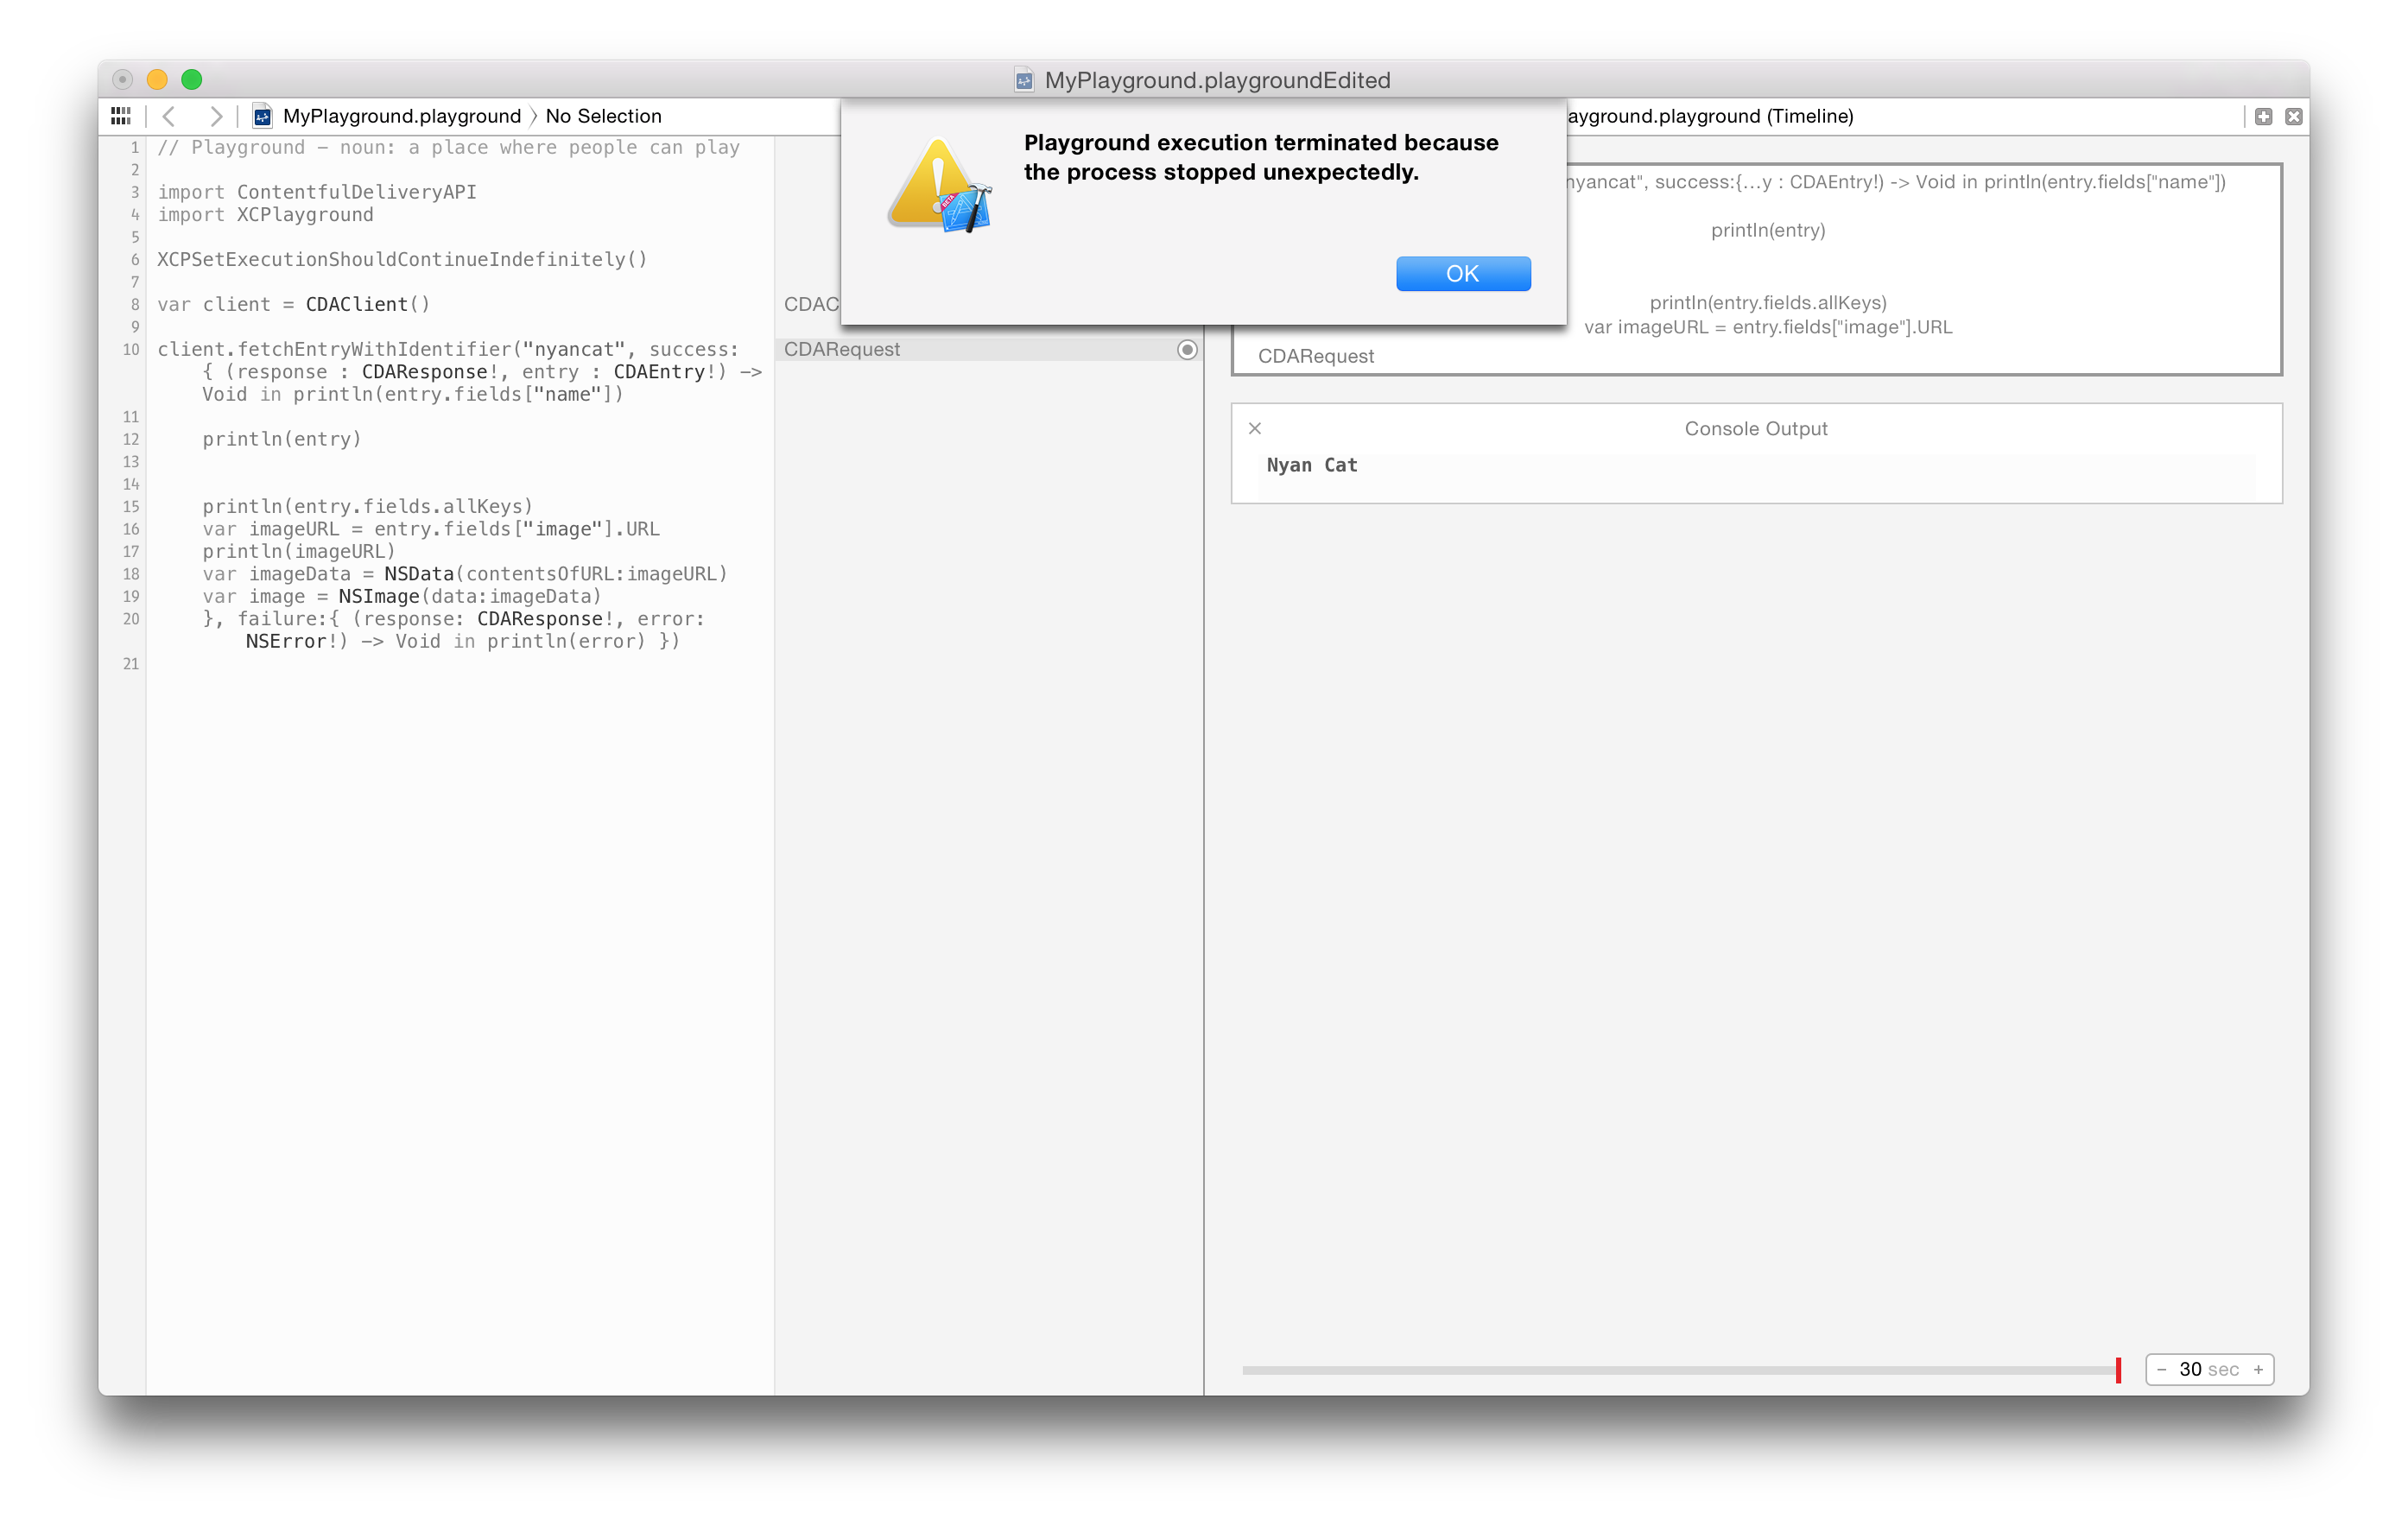 MyPlayground.playgroundEdited
MyPlayground.playground 〉 No Selection
ayground.playground (Timeline)
Playground execution terminated because
the process stopped unexpectedly.
OK
1 // Playground – noun: a place where people can play
2
3 import ContentfulDeliveryAPI
4 import XCPlayground
5
6 XCPSetExecutionShouldContinueIndefinitely()
7
8 var client = CDAClient()
9
10 client.fetchEntryWithIdentifier("nyancat", success:
{ (response : CDAResponse!, entry : CDAEntry!) ->
Void in println(entry.fields["name"])
11
12 println(entry)
13
14
15 println(entry.fields.allKeys)
16 var imageURL = entry.fields["image"].URL
17 println(imageURL)
18 var imageData = NSData(contentsOfURL:imageURL)
19 var image = NSImage(data:imageData)
20 }, failure:{ (response: CDAResponse!, error:
NSError!) -> Void in println(error) })
21
CDAC
CDARequest
nyancat", success:{...y : CDAEntry!) -> Void in println(entry.fields["name"])
println(entry)
println(entry.fields.allKeys)
var imageURL = entry.fields["image"].URL
CDARequest
Console Output
Nyan Cat
− 30 sec +